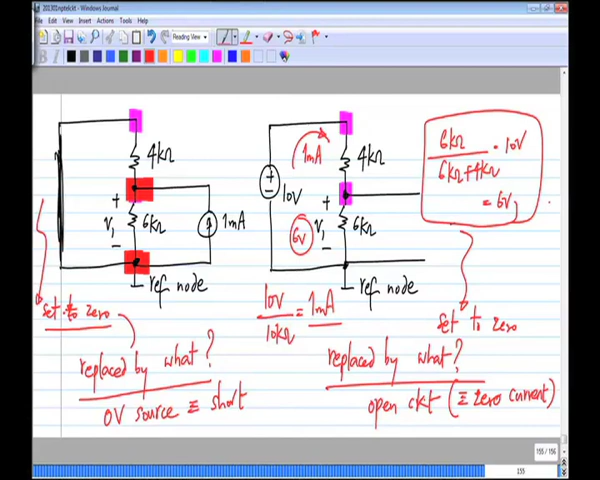 201301nptelckt - Windows Journal
File Edit View Insert Actions Tools Help
Reading View
B I
4kΩ
+
V1
-
6kΩ
1mA
ref node
set to zero
replaced by what?
0V source ≡ short
1mA
4kΩ
+
-
10V
6V
+
V1
-
6kΩ
ref node
10V
10kΩ
= 1mA
6kΩ
6kΩ+4kΩ
· 10V
= 6V
set to zero
replaced by what?
open ckt (≡ zero current)
155 / 156
155